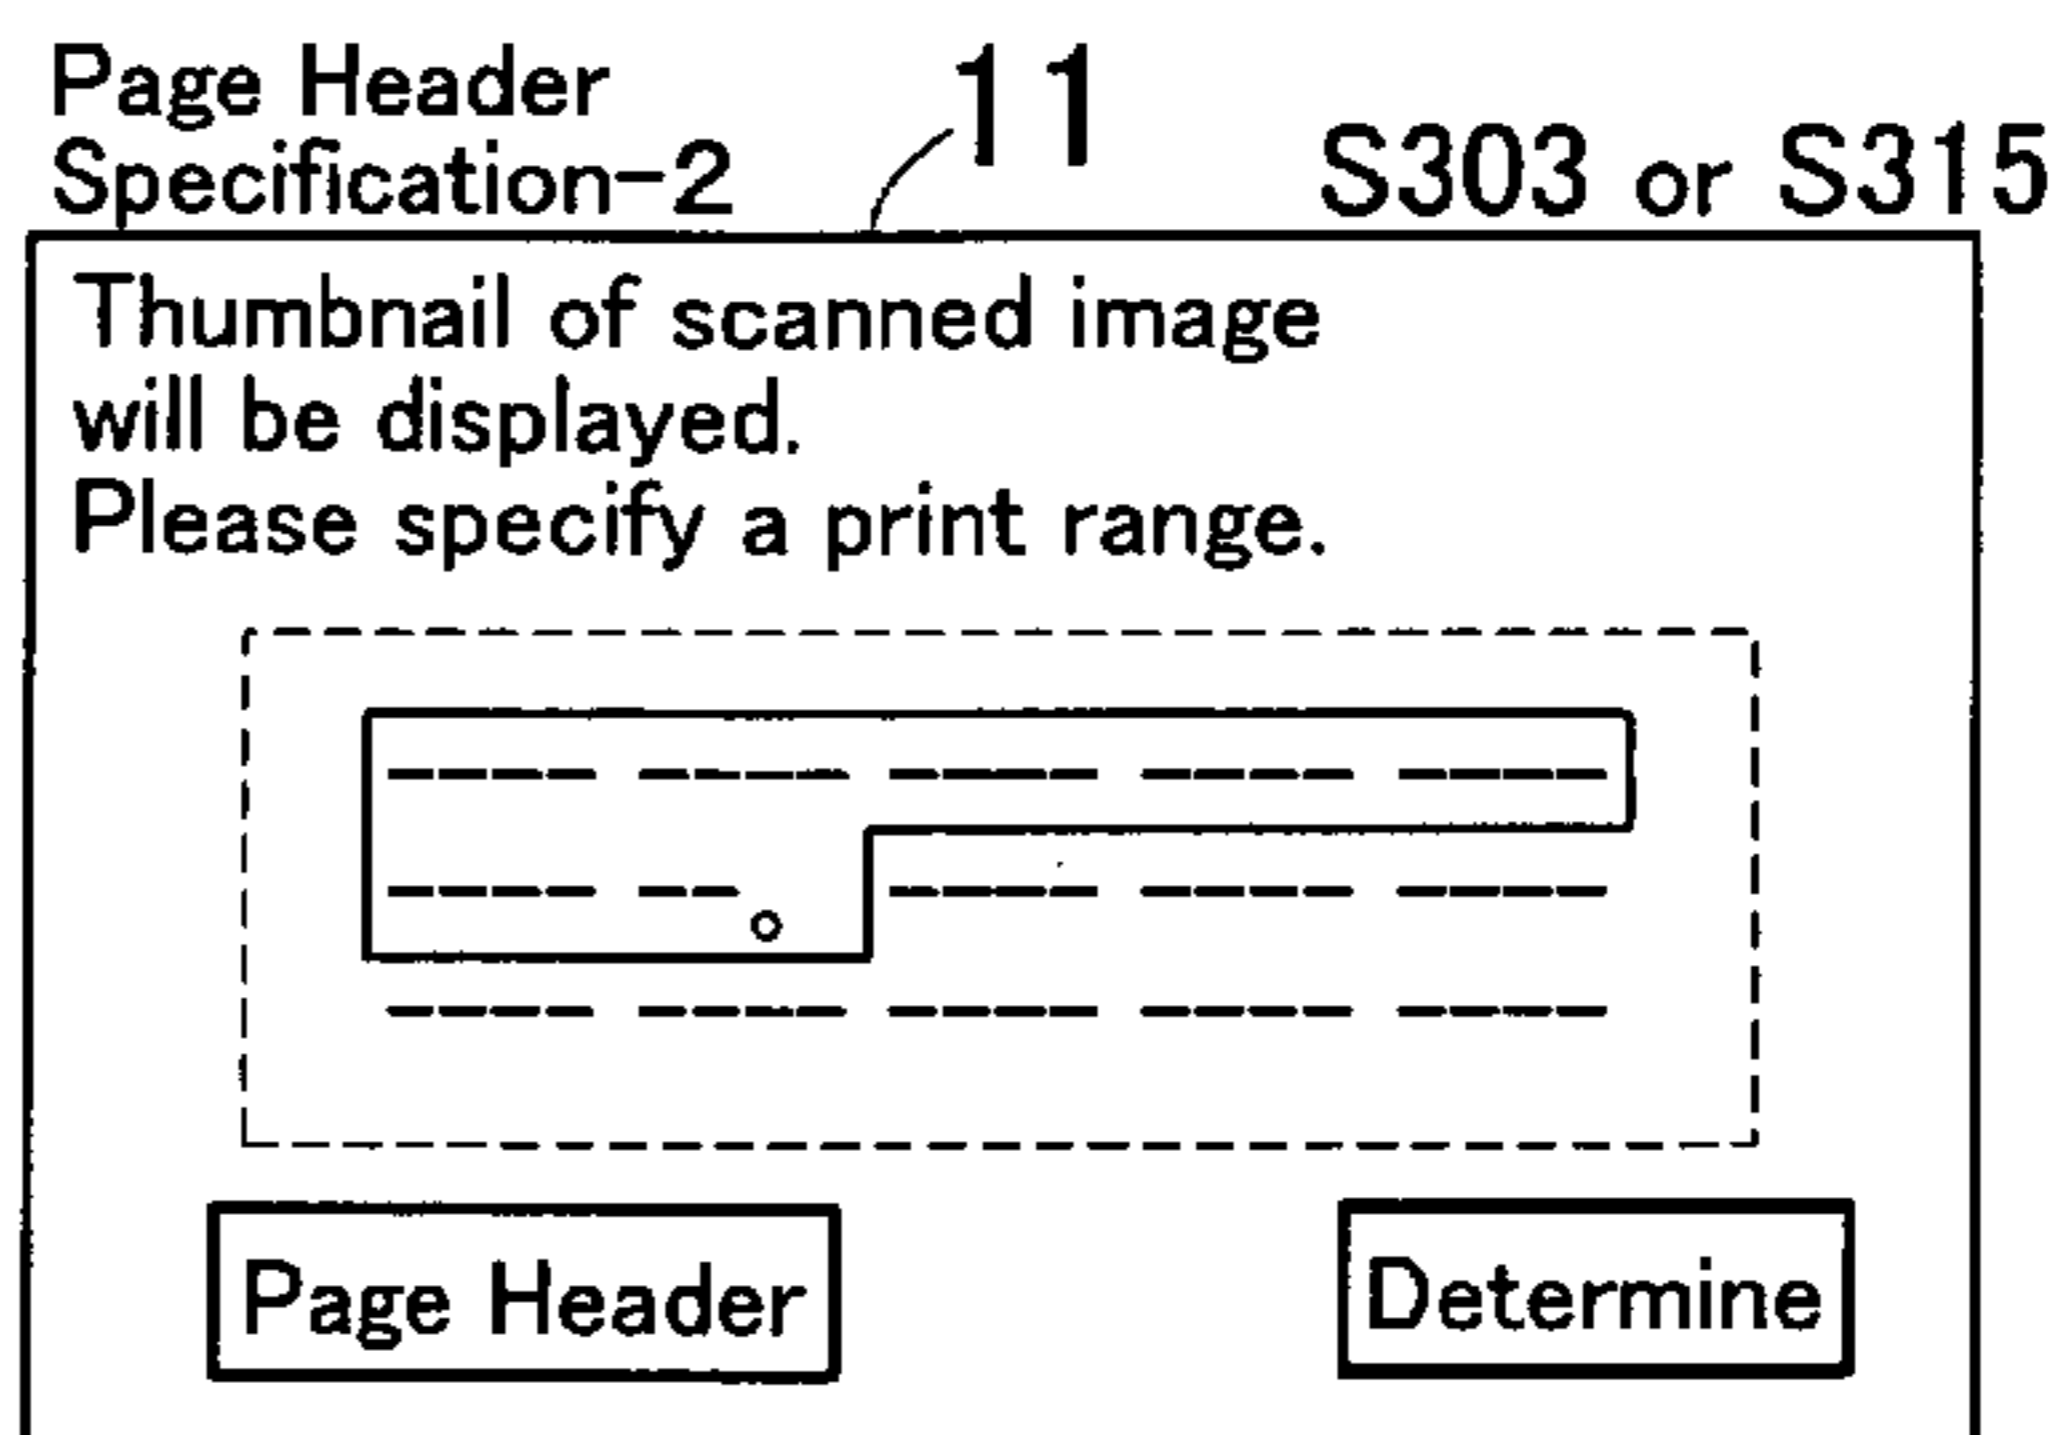 Page Header
Specification-2
11
S303 or S315
Thumbnail of scanned image
will be displayed.
Please specify a print range.
Page Header
Determine